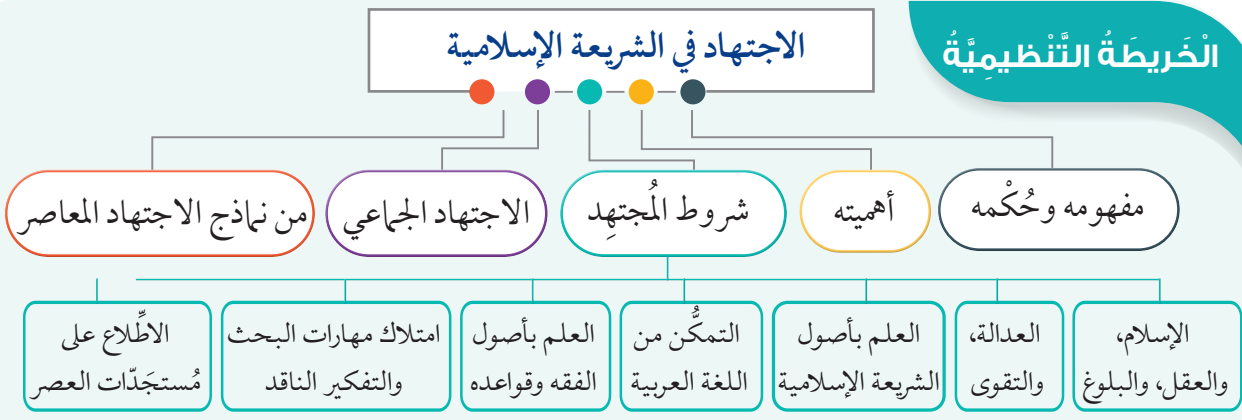 الْخَريطَةُ التَّنْظيمِيَّةُ
الاجتهاد في الشريعة الإسلامية
مفهومه وحُكْمه
أهميته
شروط المُجتهِد
الاجتهاد الجماعي
من نماذج الاجتهاد المعاصر
الإسلام،
والعقل، والبلوغ
العدالة،
والتقوى
العلم بأصول
الشريعة الإسلامية
التمكُّن من
اللغة العربية
العلم بأصول
الفقه وقواعده
امتلاك مهارات البحث
والتفكير الناقد
الاطِّلاع على
مُستجَدّات العصر